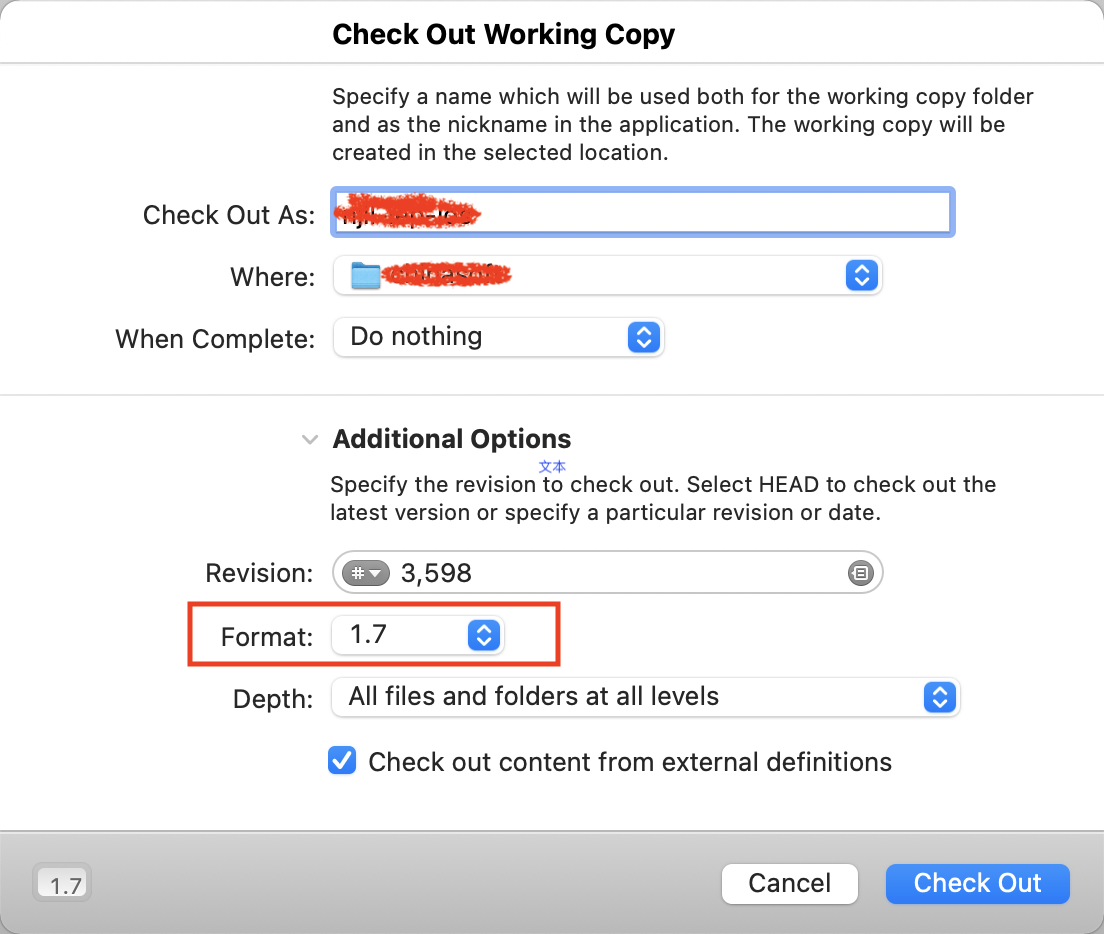 Check Out Working Copy
Specify a name which will be used both for the working copy folder
and as the nickname in the application. The working copy will be
created in the selected location.
Check Out As:
Where:
When Complete: Do nothing
Additional Options
文本
Specify the revision to check out. Select HEAD to check out the
latest version or specify a particular revision or date.
Revision: # 3,598
Format: 1.7
Depth: All files and folders at all levels
Check out content from external definitions
1.7 Cancel Check Out